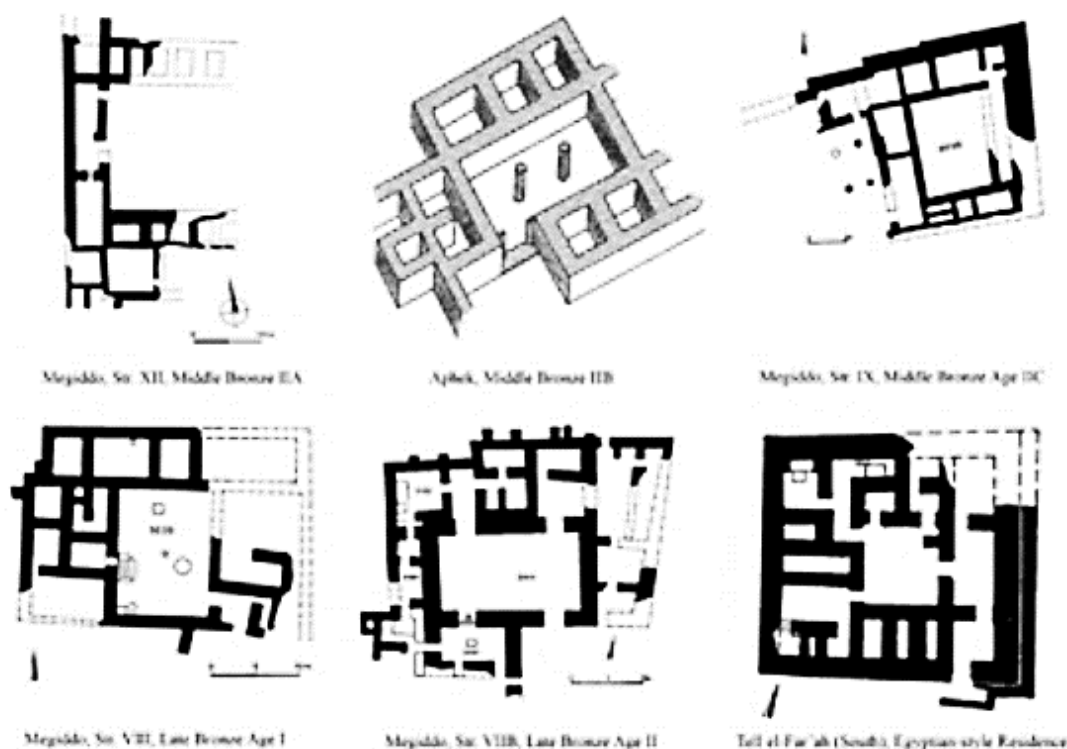 Megiddo, Str. XII, Middle Bronze IIA
Aphek, Middle Bronze IIB
Megiddo, Str. IX, Middle Bronze Age IIC
Megiddo, Str. VIII, Late Bronze Age I
Megiddo, Str. VIIB, Late Bronze Age II
Tell el-Far'ah (South), Egyptian-style Residence